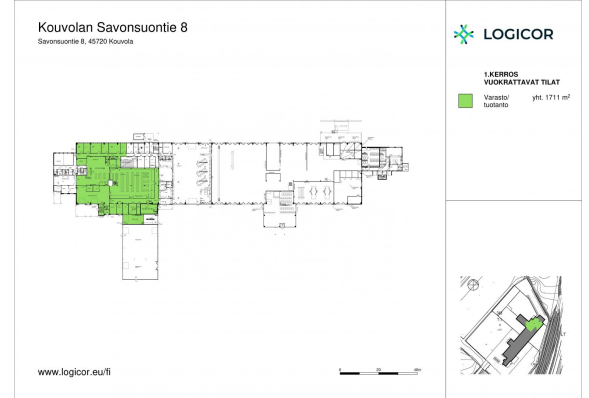 Kouvolan Savonsuontie 8
Savonsuontie 8, 45720 Kouvola
LOGICOR
1.KERROS
VUOKRATTAVAT TILAT
Varasto/ yht. 1711 m²
tuotanto
www.logicor.eu/fi
0 20 40m